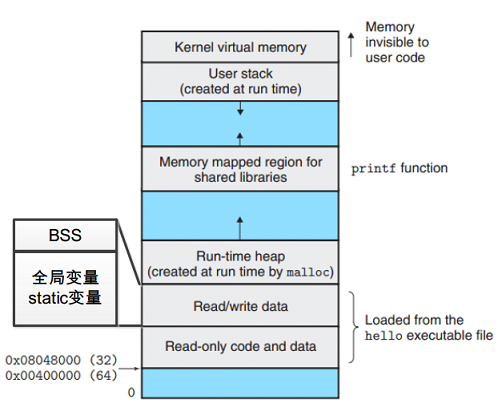 Kernel virtual memory
Memory
invisible to
user code
User stack
(created at run time)
Memory mapped region for
shared libraries
printf function
Run-time heap
(created at run time by malloc)
BSS
全局变量
static变量
Read/write data
Read-only code and data
Loaded from the
hello executable file
0x08048000 (32)
0x00400000 (64)
0